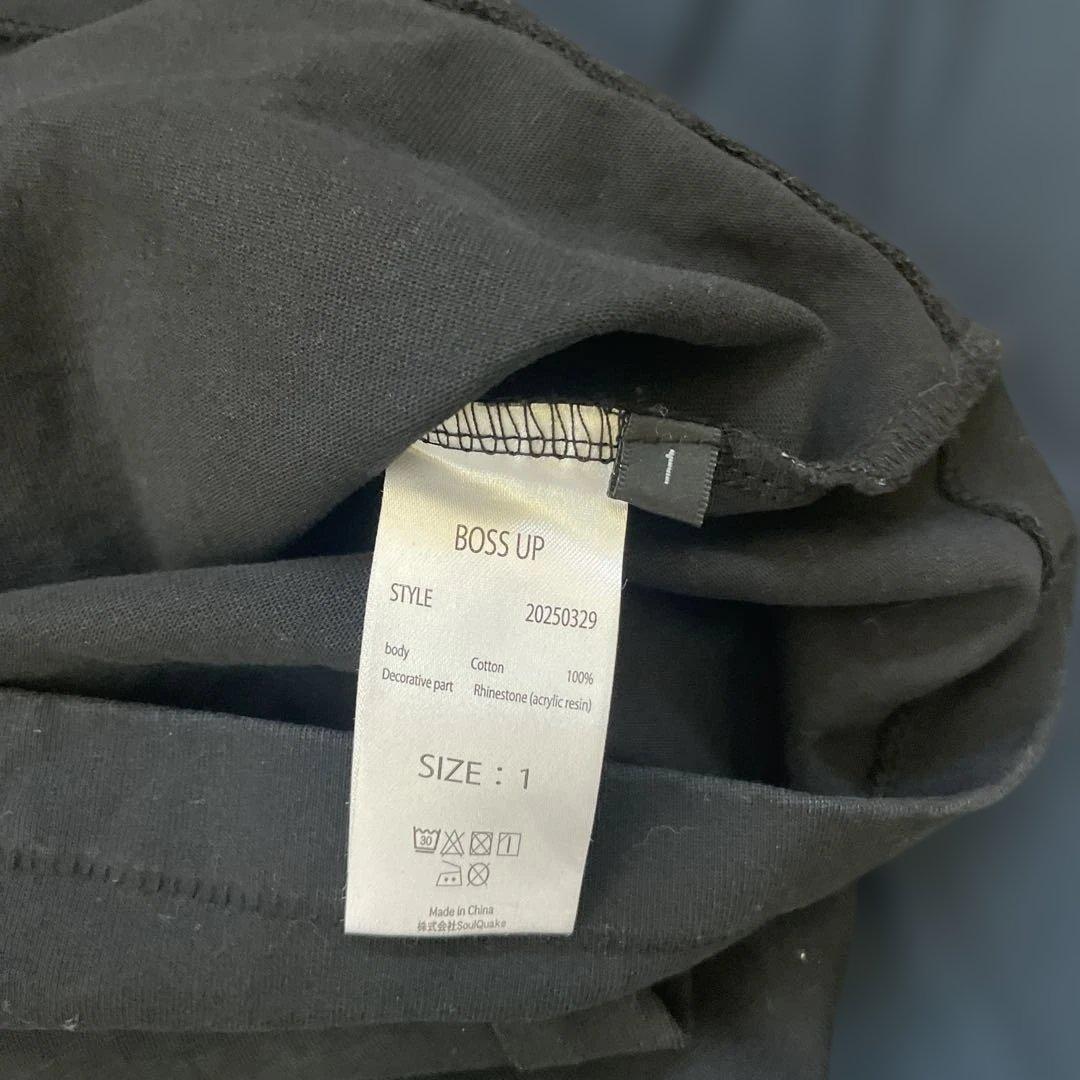 1
BOSS UP
STYLE 20250329
body Cotton 100%
Decorative part Rhinestone (acrylic resin)
SIZE : 1
30
Made in China
株式会社SoulQuake